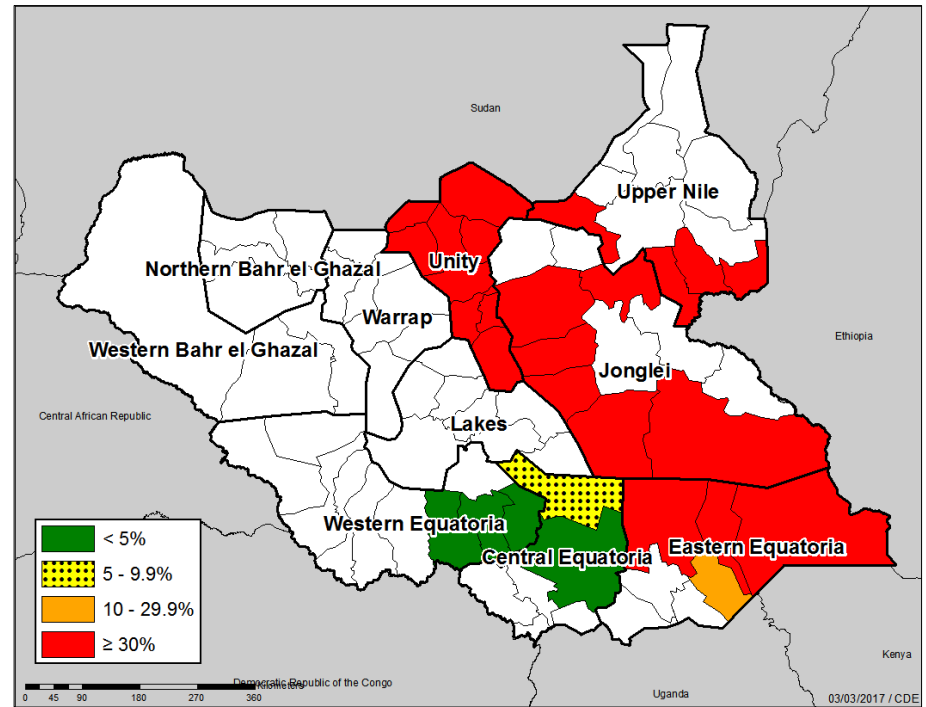 Sudan
Upper Nile
Unity
Northern Bahr el Ghazal
Warrap
Western Bahr el Ghazal
Ethiopia
Jonglei
Central African Republic
Lakes
Western Equatoria
Central Equatoria
Eastern Equatoria
< 5%
5 - 9.9%
10 - 29.9%
≥ 30%
Kenya
Democratic Republic of the Congo
Kilometers
0 45 90 180 270 360
Uganda
03/03/2017 / CDE